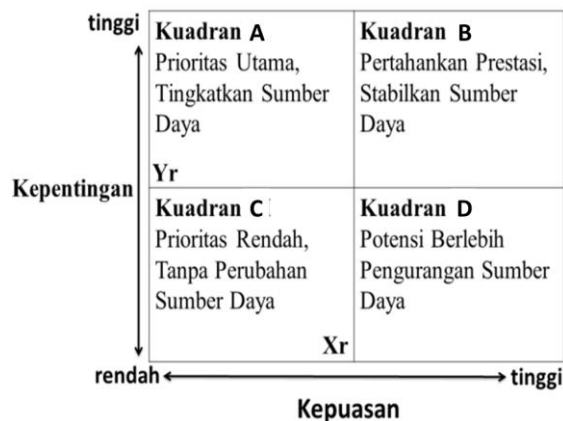 tinggi
Kuadran A
Prioritas Utama,
Tingkatkan Sumber
Daya
Yr
Kuadran B
Pertahankan Prestasi,
Stabilkan Sumber
Daya
Kepentingan
Kuadran C
Prioritas Rendah,
Tanpa Perubahan
Sumber Daya
Xr
Kuadran D
Potensi Berlebih
Pengurangan Sumber
Daya
rendah
tinggi
Kepuasan